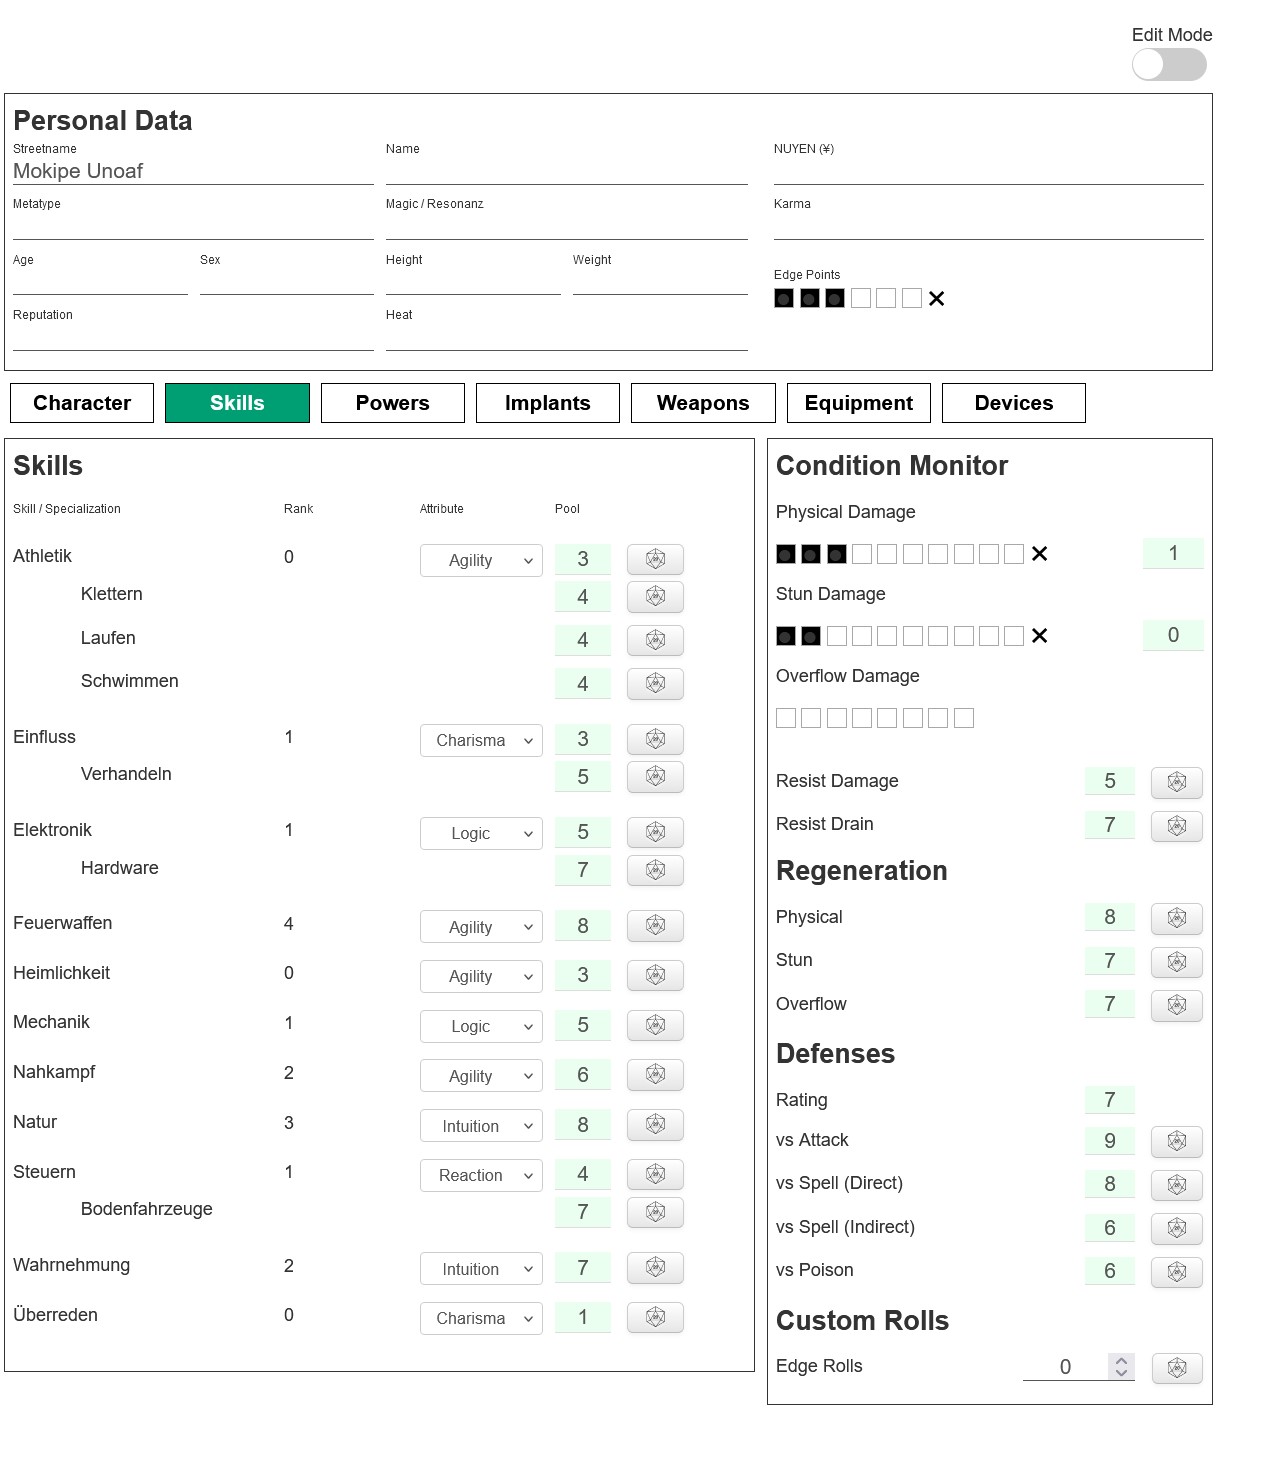 Edit Mode
Personal Data
Streetname Name NUYEN (¥)
Mokipe Unoaf
Metatype Magic / Resonanz Karma
Age Sex Height Weight
Edge Points
Reputation Heat
Character Skills Powers Implants Weapons Equipment Devices
Skills
Skill / Specialization Rank Attribute Pool
Athletik 0 Agility 3
Klettern 4
Laufen 4
Schwimmen 4
Einfluss 1 Charisma 3
Verhandeln 5
Elektronik 1 Logic 5
Hardware 7
Feuerwaffen 4 Agility 8
Heimlichkeit 0 Agility 3
Mechanik 1 Logic 5
Nahkampf 2 Agility 6
Natur 3 Intuition 8
Steuern 1 Reaction 4
Bodenfahrzeuge 7
Wahrnehmung 2 Intuition 7
Überreden 0 Charisma 1
Condition Monitor
Physical Damage
1
Stun Damage
0
Overflow Damage
Resist Damage 5
Resist Drain 7
Regeneration
Physical 8
Stun 7
Overflow 7
Defenses
Rating 7
vs Attack 9
vs Spell (Direct) 8
vs Spell (Indirect) 6
vs Poison 6
Custom Rolls
Edge Rolls 0